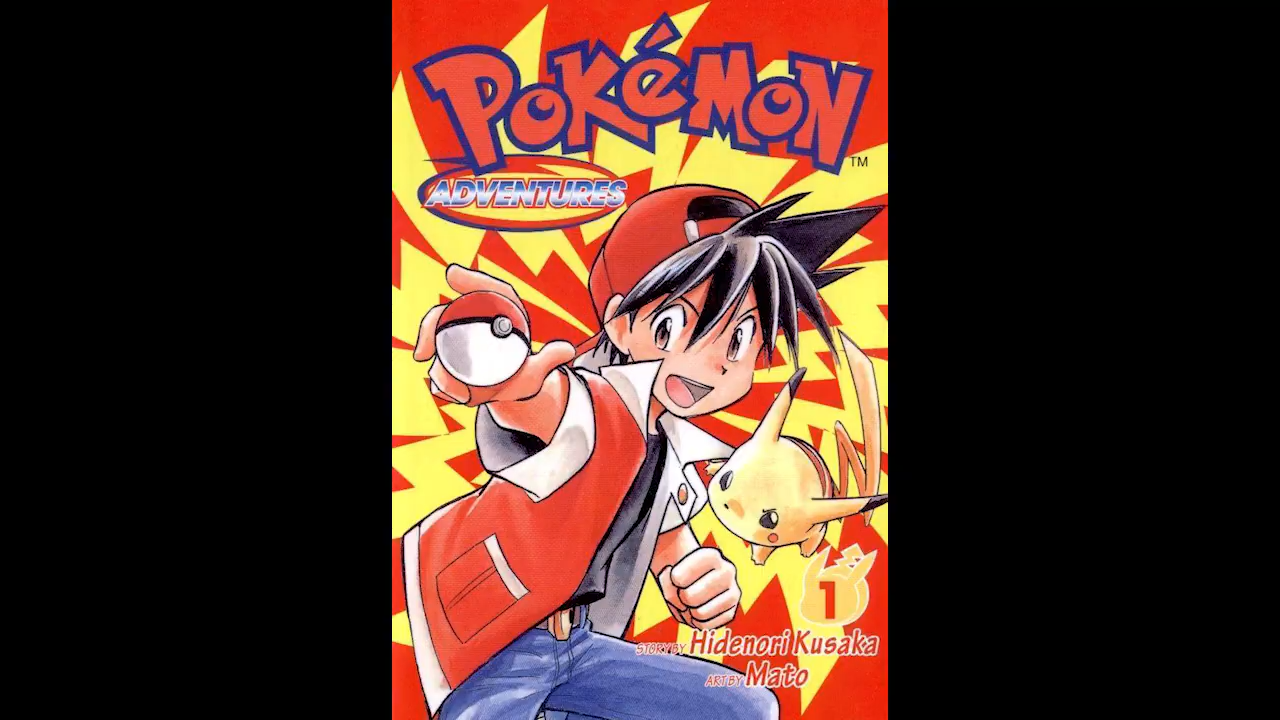 POKéMON
TM
ADVENTURES
1
STORY BY Hidenori Kusaka
ART BY Mato